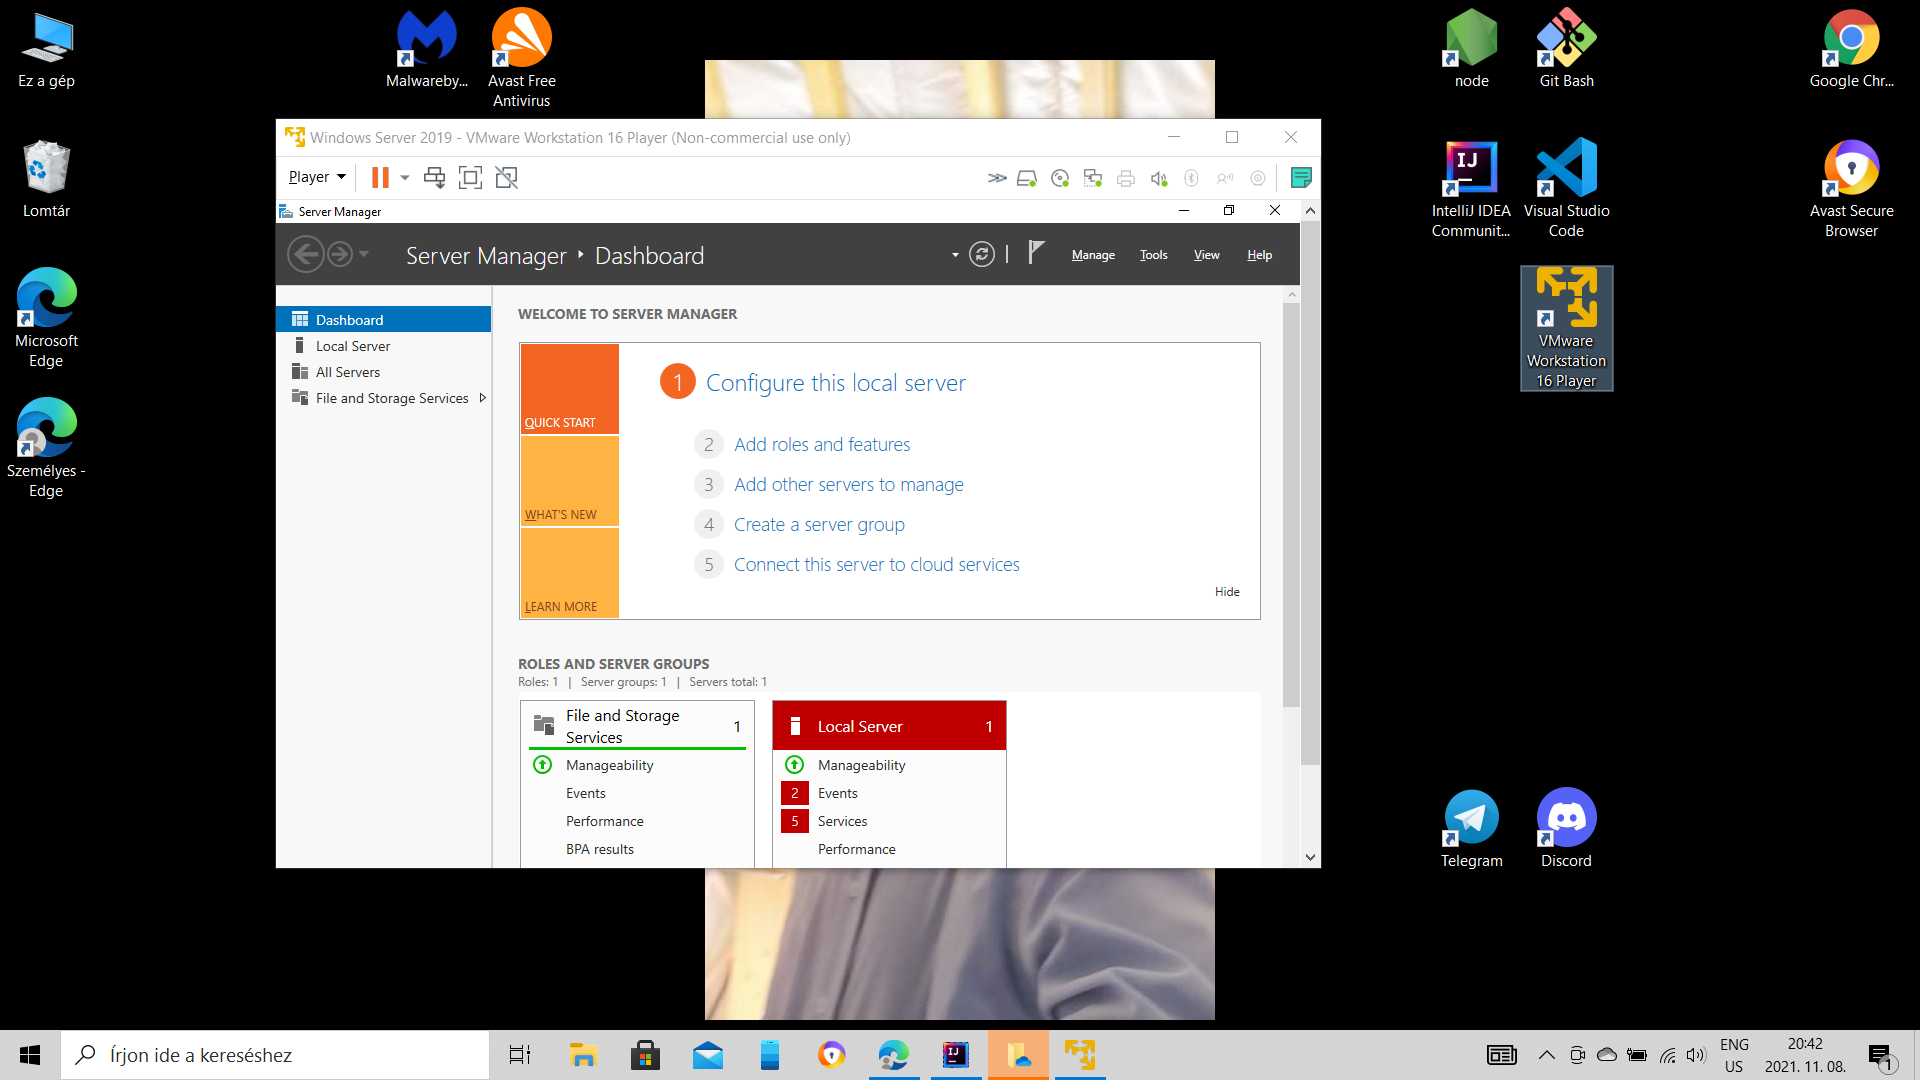 Ez a gép
Malwareby...
Avast Free
Antivirus
node
Git Bash
Google Chr...
Windows Server 2019 - VMware Workstation 16 Player (Non-commercial use only)
Player
Lomtár
IntelliJ IDEA
Communit...
Visual Studio
Code
Avast Secure
Browser
Server Manager
Server Manager
Dashboard
Manage
Tools
View
Help
Microsoft
Edge
Dashboard
Local Server
All Servers
File and Storage Services
WELCOME TO SERVER MANAGER
QUICK START
WHAT'S NEW
LEARN MORE
1 Configure this local server
2 Add roles and features
3 Add other servers to manage
4 Create a server group
5 Connect this server to cloud services
Hide
VMware
Workstation
16 Player
Személyes -
Edge
ROLES AND SERVER GROUPS
Roles: 1 | Server groups: 1 | Servers total: 1
File and Storage
Services
1
Manageability
Events
Performance
BPA results
Local Server 1
Manageability
2 Events
5 Services
Performance
Telegram
Discord
Írjon ide a kereséshez
IJ
ENG
US
20:42
2021. 11. 08.
1